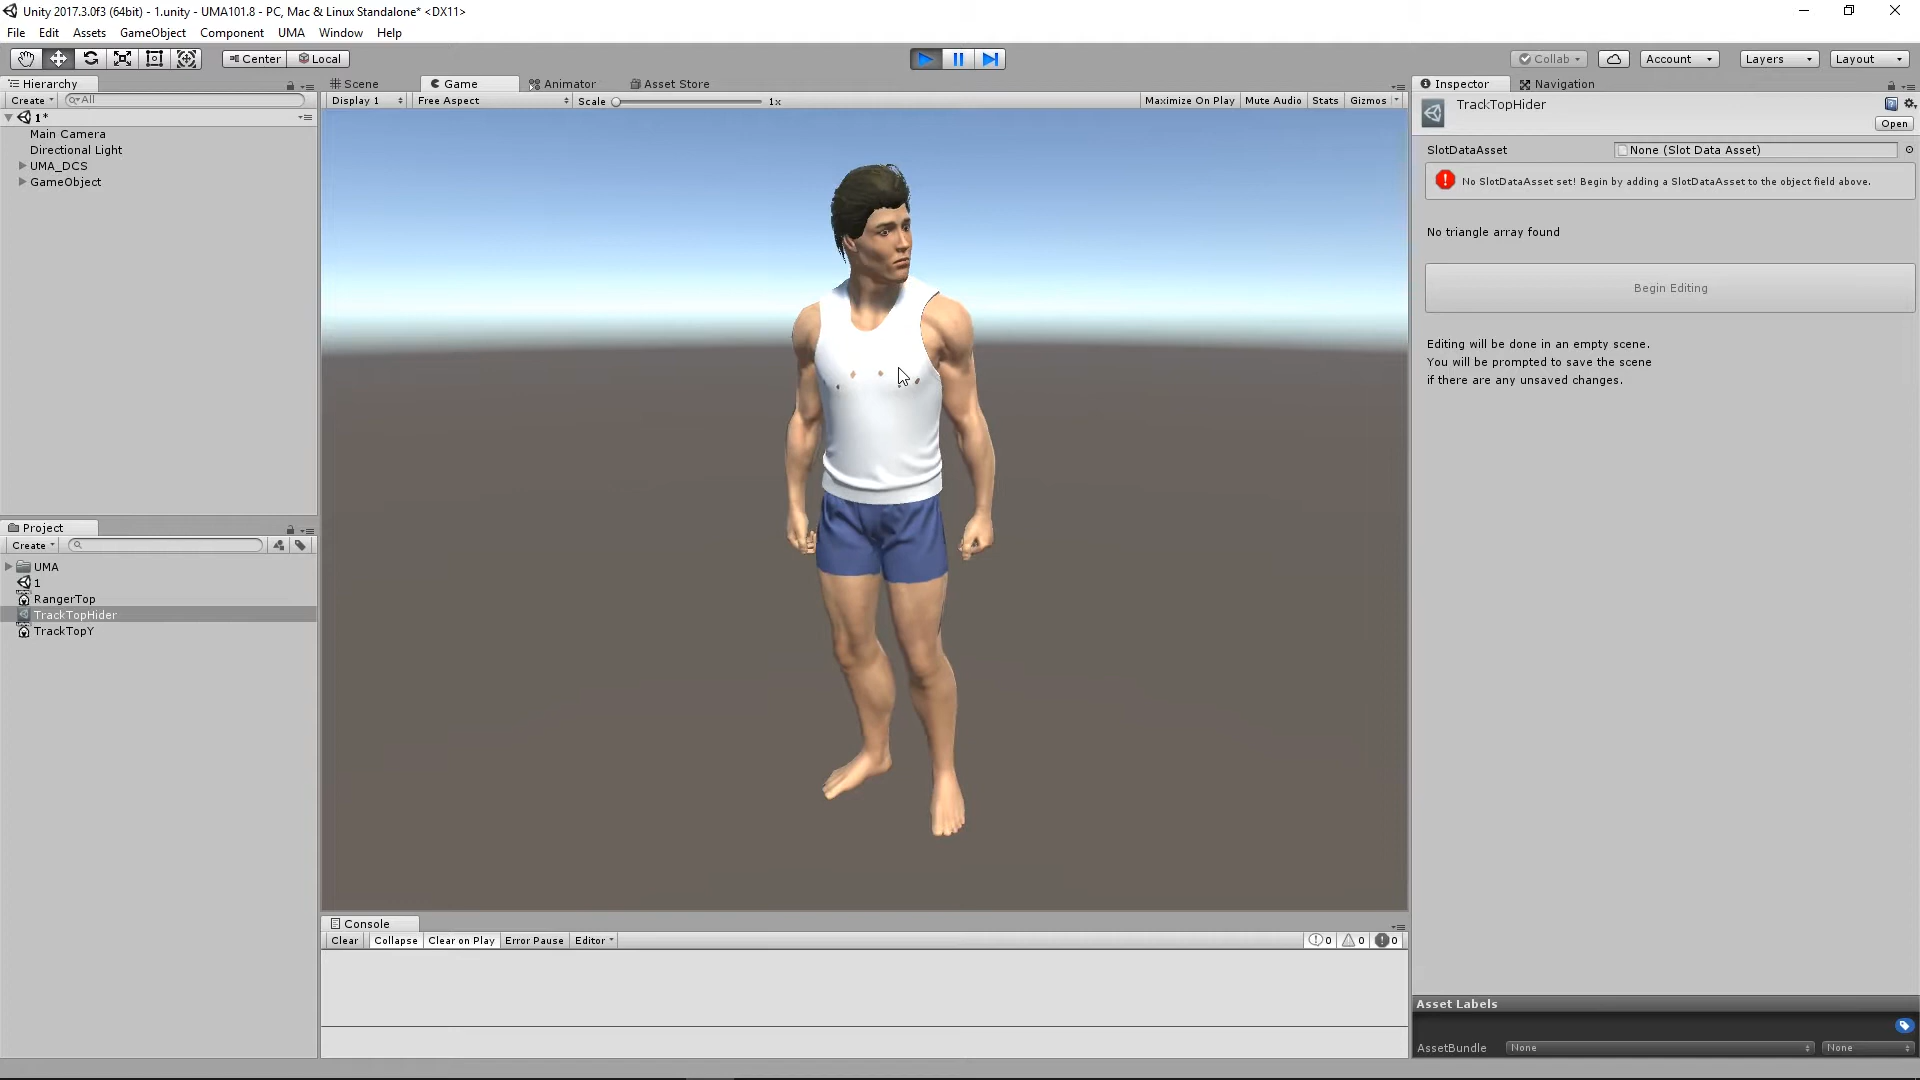 Unity 2017.3.0f3 (64bit) - 1.unity - UMA101.8 - PC, Mac & Linux Standalone* <DX11>
File Edit Assets GameObject Component UMA Window Help
Center Local Collab Account Layers Layout
Hierarchy
Create All
1*
Main Camera
Directional Light
UMA_DCS
GameObject
Project
Create
UMA
1
RangerTop
TrackTopHider
TrackTopY
Scene Game Animator Asset Store
Display 1 Free Aspect Scale 1x Maximize On Play Mute Audio Stats Gizmos
Console
Clear Collapse Clear on Play Error Pause Editor 0 0 0
Inspector Navigation
TrackTopHider
Open
SlotDataAsset None (Slot Data Asset)
No SlotDataAsset set! Begin by adding a SlotDataAsset to the object field above.
No triangle array found
Begin Editing
Editing will be done in an empty scene.
You will be prompted to save the scene
if there are any unsaved changes.
Asset Labels
AssetBundle None None